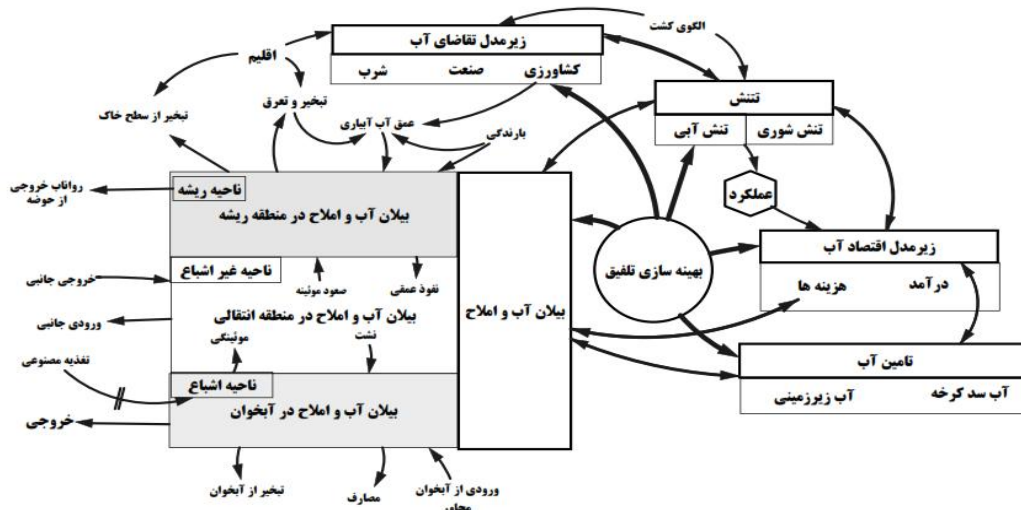 الگوی کشت
زیرمدل تقاضای آب
کشاورزی
صنعت
شرب
اقلیم
تنش
تنش آبی
تنش شوری
تبخیر از سطح خاک
تبخیر و تعرق
عمق آب آبیاری
بارندگی
عملکرد
ناحیه ریشه
رواناب خروجی
از حوضه
بیلان آب و املاح در منطقه ریشه
زیرمدل اقتصاد آب
درآمد
هزینه ها
بهینه سازی تلفیق
ناحیه غیر اشباع
خروجی جانبی
صعود موئینه
نفوذ عمقی
بیلان آب و املاح
بیلان آب و املاح در منطقه انتقالی
ورودی جانبی
موئینگی
نشت
تامین آب
آب سد کرخه
آب زیرزمینی
تغذیه مصنوعی
ناحیه اشباع
بیلان آب و املاح در آبخوان
خروجی
تبخیر از آبخوان
مصارف
ورودی از آبخوان
مجاور